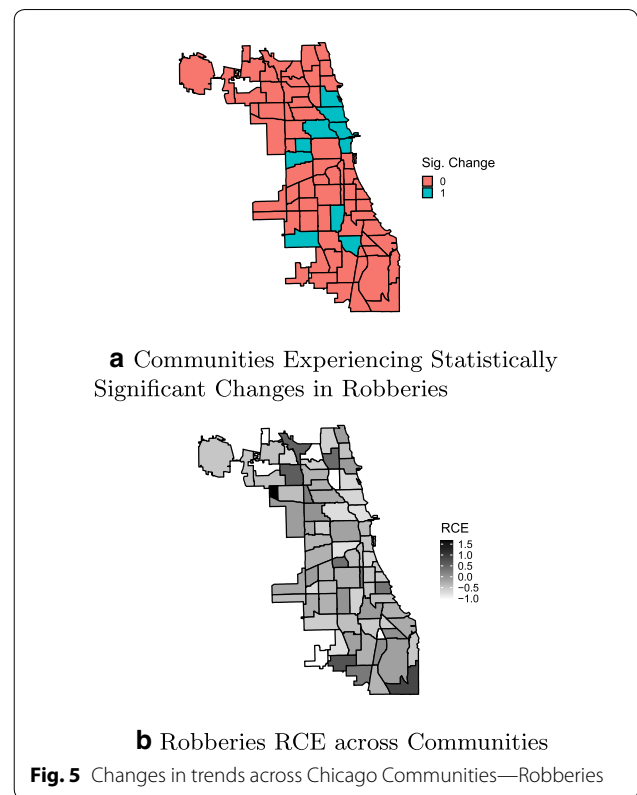 Sig. Change
0
1
a Communities Experiencing Statistically
Significant Changes in Robberies
RCE
1.5
1.0
0.5
0.0
−0.5
−1.0
b Robberies RCE across Communities
Fig. 5 Changes in trends across Chicago Communities—Robberies